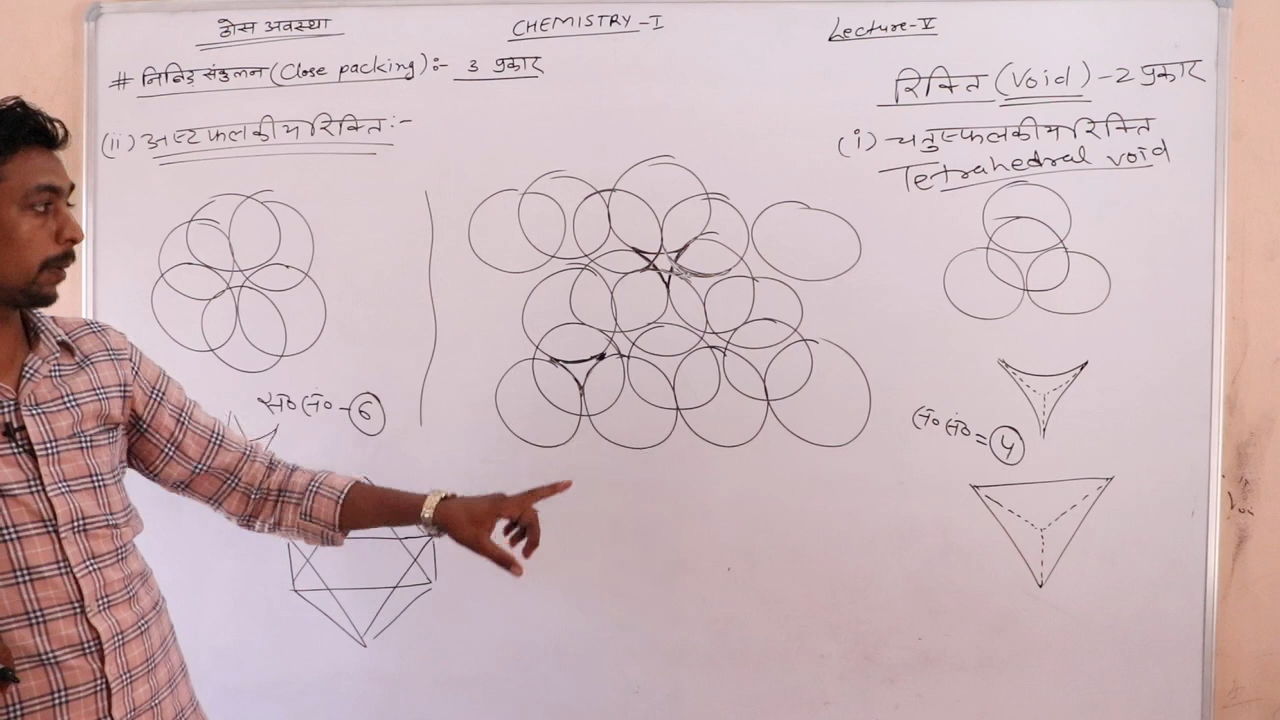 ठोस अवस्था
CHEMISTRY-I
Lecture-V
# निविड़ संकुलन (Close packing):- 3 प्रकार
रिक्ति (Void) - 2 प्रकार
(ii) अष्टफलकीय रिक्ति:-
(i) चतुष्फलकीय रिक्ति
Tetrahedral void
स० सं० - 6
स० सं० = 4